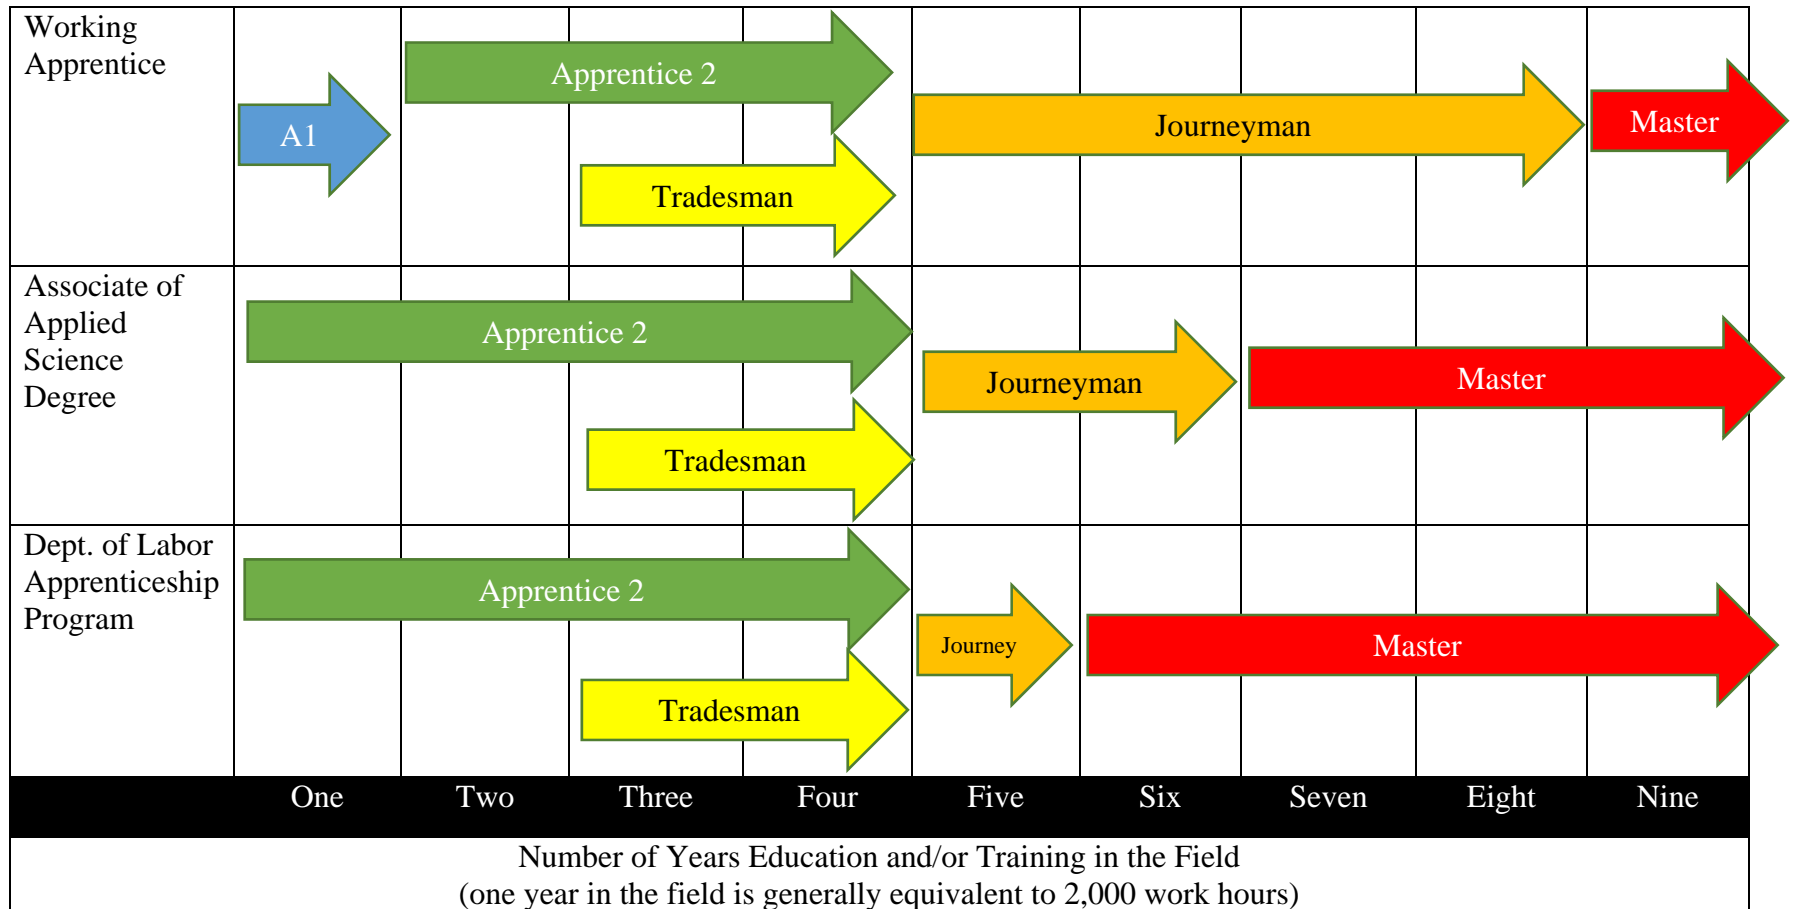 Working
Apprentice
Apprentice 2
A1
Journeyman
Master
Tradesman
Associate of
Applied
Science
Degree
Apprentice 2
Journeyman
Master
Tradesman
Dept. of Labor
Apprenticeship
Program
Apprentice 2
Journey
Master
Tradesman
One Two Three Four Five Six Seven Eight Nine
Number of Years Education and/or Training in the Field
(one year in the field is generally equivalent to 2,000 work hours)